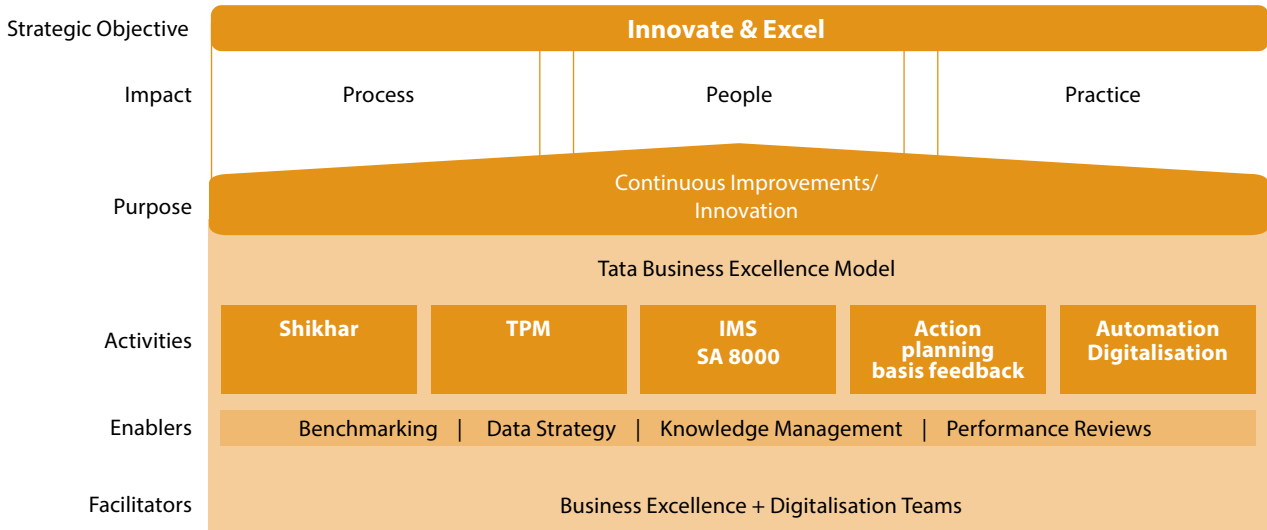 Strategic Objective
Innovate & Excel
Impact
Process
People
Practice
Purpose
Continuous Improvements/
Innovation
Tata Business Excellence Model
Activities
Shikhar
TPM
IMS
SA 8000
Action
planning
basis feedback
Automation
Digitalisation
Enablers
Benchmarking | Data Strategy | Knowledge Management | Performance Reviews
Facilitators
Business Excellence + Digitalisation Teams